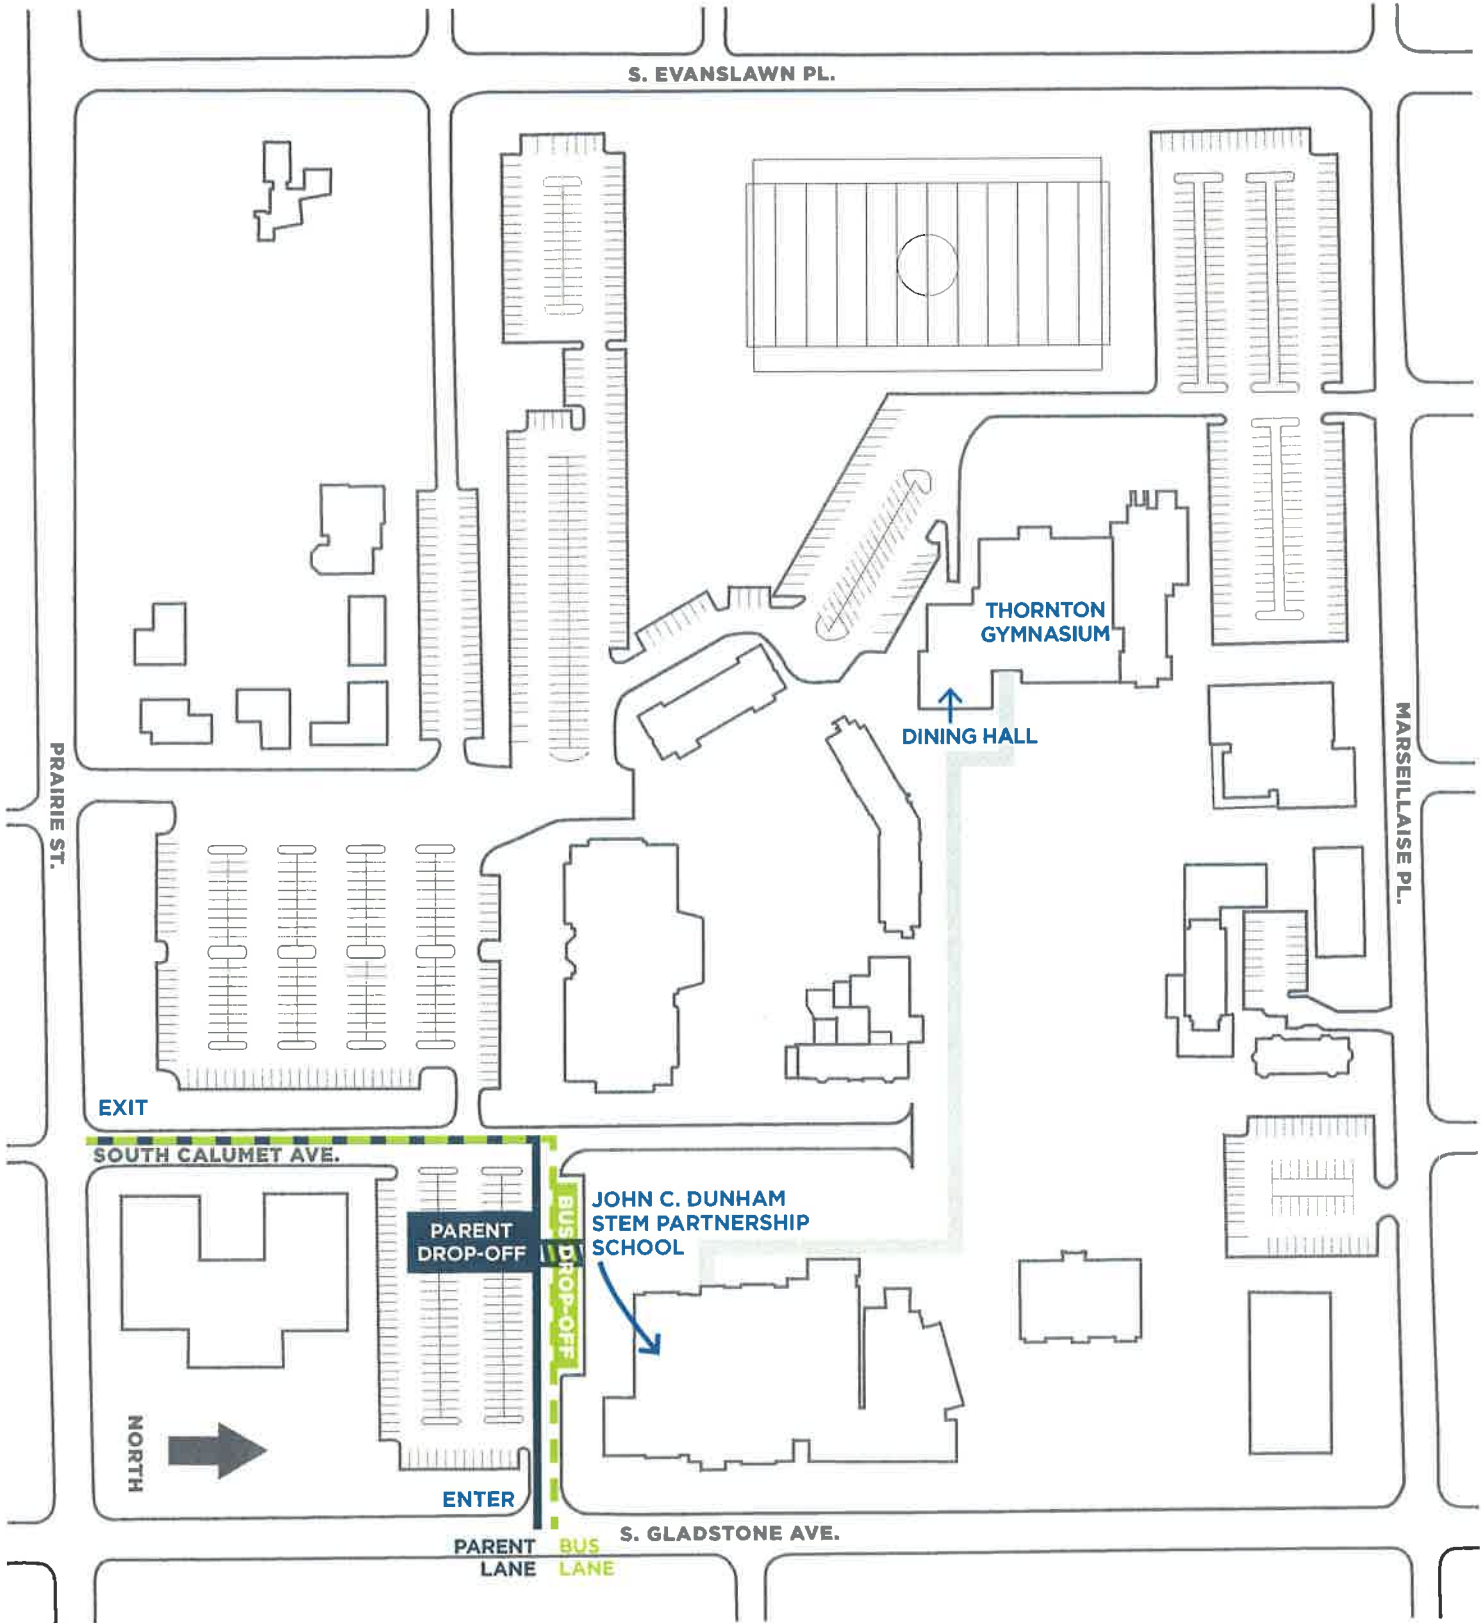 S. EVANSLAWN PL.
THORNTON
GYMNASIUM
DINING HALL
MARSEILLAISE PL.
PRAIRIE ST.
EXIT
SOUTH CALUMET AVE.
JOHN C. DUNHAM
STEM PARTNERSHIP
SCHOOL
PARENT
DROP-OFF
BUS DROP-OFF
NORTH
ENTER
S. GLADSTONE AVE.
PARENT
LANE
BUS
LANE